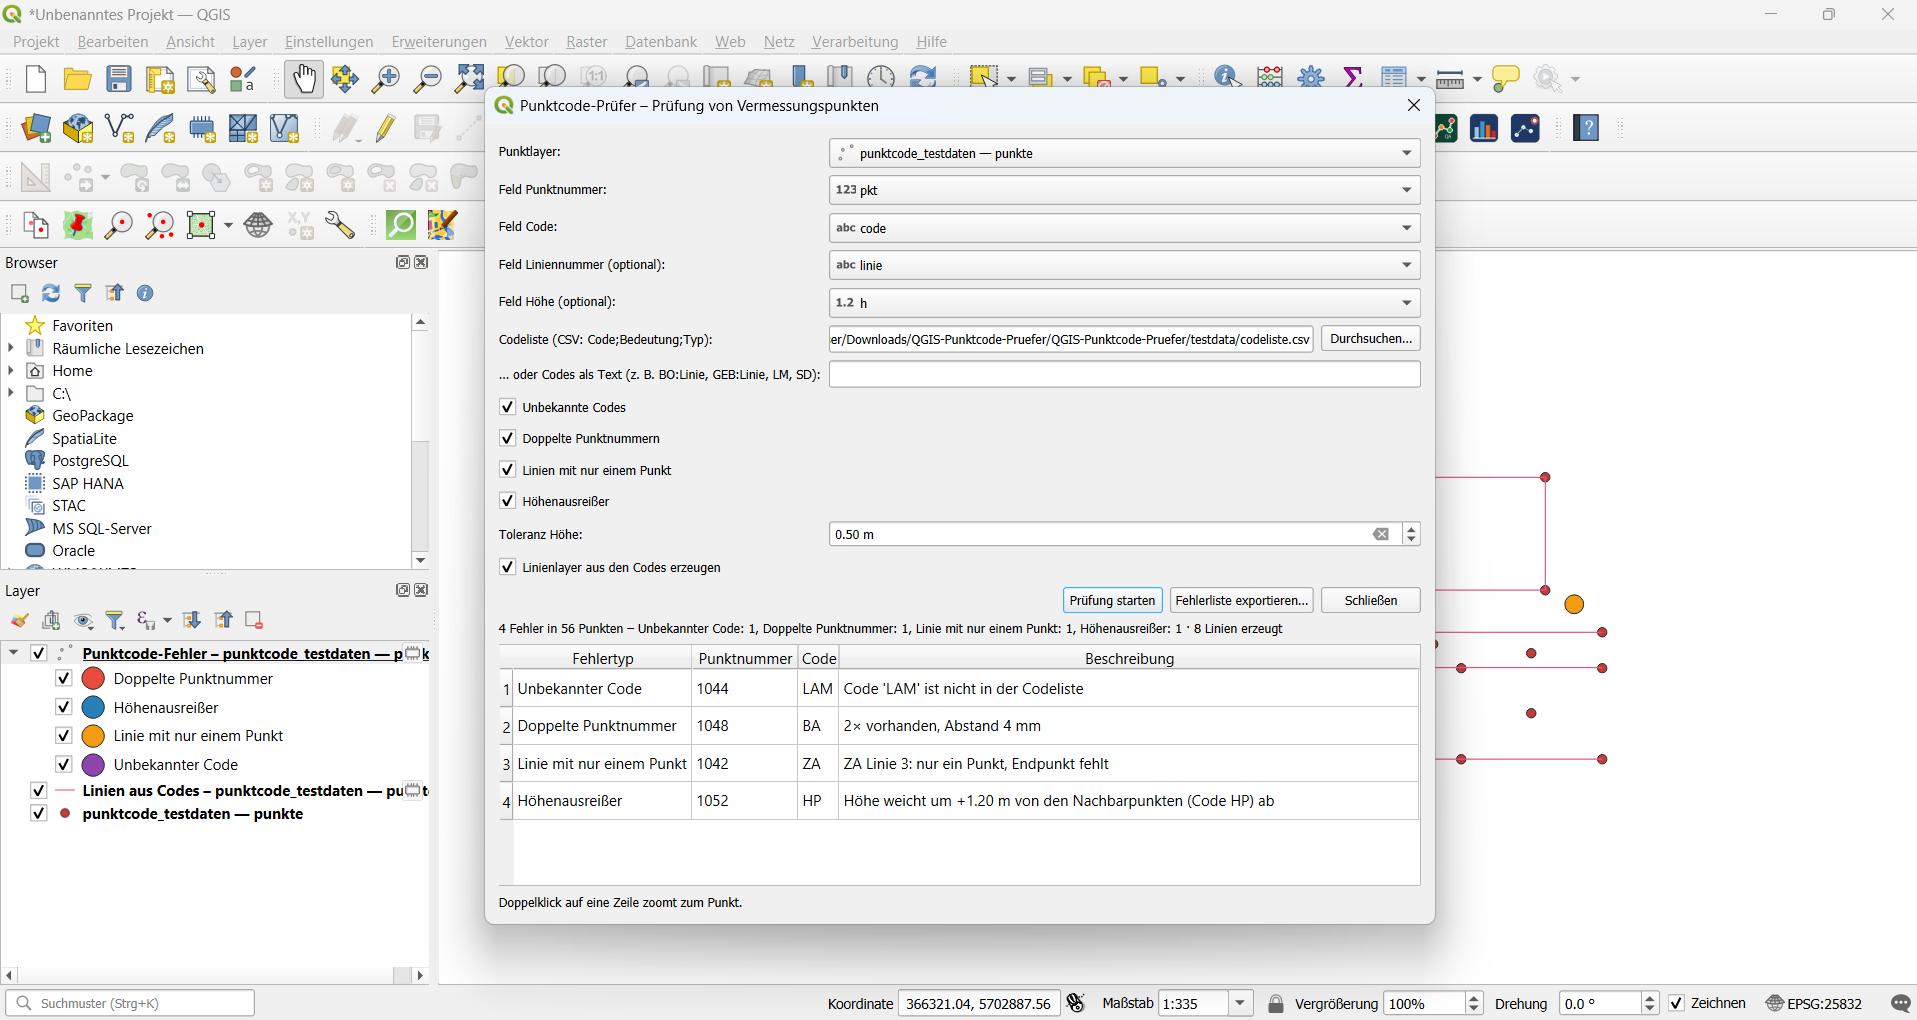 *Unbenanntes Projekt — QGIS
Projekt Bearbeiten Ansicht Layer Einstellungen Erweiterungen Vektor Raster Datenbank Web Netz Verarbeitung Hilfe
Punktcode-Prüfer – Prüfung von Vermessungspunkten
Punktlayer: punktcode_testdaten — punkte
Feld Punktnummer: 123 pkt
Feld Code: abc code
Feld Liniennummer (optional): abc linie
Feld Höhe (optional): 1.2 h
Codeliste (CSV: Code;Bedeutung;Typ): er/Downloads/QGIS-Punktcode-Pruefer/QGIS-Punktcode-Pruefer/testdata/codeliste.csv Durchsuchen...
... oder Codes als Text (z. B. BO:Linie, GEB:Linie, LM, SD):
Unbekannte Codes
Doppelte Punktnummern
Linien mit nur einem Punkt
Höhenausreißer
Toleranz Höhe: 0.50 m
Linienlayer aus den Codes erzeugen
Prüfung starten Fehlerliste exportieren... Schließen
4 Fehler in 56 Punkten – Unbekannter Code: 1, Doppelte Punktnummer: 1, Linie mit nur einem Punkt: 1, Höhenausreißer: 1 · 8 Linien erzeugt
Fehlertyp Punktnummer Code Beschreibung
1 Unbekannter Code 1044 LAM Code 'LAM' ist nicht in der Codeliste
2 Doppelte Punktnummer 1048 BA 2× vorhanden, Abstand 4 mm
3 Linie mit nur einem Punkt 1042 ZA ZA Linie 3: nur ein Punkt, Endpunkt fehlt
4 Höhenausreißer 1052 HP Höhe weicht um +1.20 m von den Nachbarpunkten (Code HP) ab
Doppelklick auf eine Zeile zoomt zum Punkt.
Browser
Favoriten
Räumliche Lesezeichen
Home
C:\
GeoPackage
SpatiaLite
PostgreSQL
SAP HANA
STAC
MS SQL-Server
Oracle
Layer
Punktcode-Fehler – punktcode_testdaten — p
Doppelte Punktnummer
Höhenausreißer
Linie mit nur einem Punkt
Unbekannter Code
Linien aus Codes – punktcode_testdaten — pu
punktcode_testdaten — punkte
Suchmuster (Strg+K)
Koordinate 366321.04, 5702887.56 Maßstab 1:335 Vergrößerung 100% Drehung 0.0 ° Zeichnen EPSG:25832